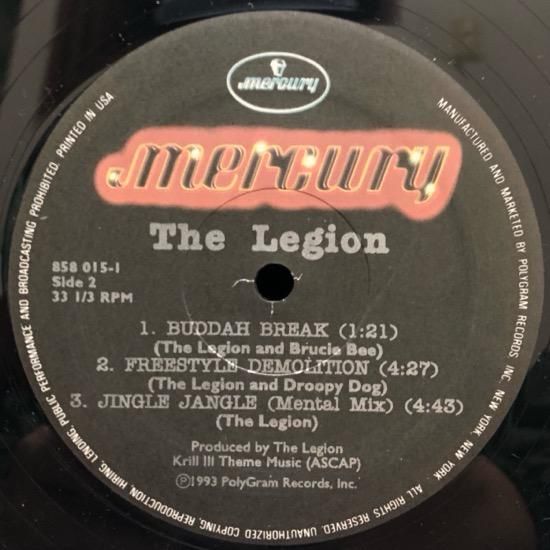 mercury
mercury
The Legion
858 015-1
Side 2
33 1/3 RPM
1. BUDDAH BREAK (1:21)
(The Legion and Brucie Bee)
2. FREESTYLE DEMOLITION (4:27)
(The Legion and Droopy Dog)
3. JINGLE JANGLE (Mental Mix) (4:43)
(The Legion)
Produced by The Legion
Krill III Theme Music (ASCAP)
Ⓟ1993 PolyGram Records, Inc.
MANUFACTURED AND MARKETED BY POLYGRAM RECORDS INC. NEW YORK, NEW YORK. ALL RIGHTS RESERVED. UNAUTHORIZED COPYING, REPRODUCTION, HIRING, LENDING, PUBLIC PERFORMANCE AND BROADCASTING PROHIBITED. PRINTED IN USA